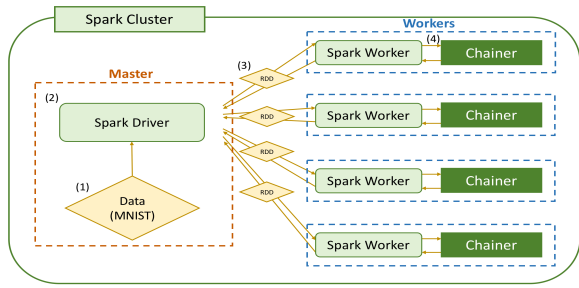 Spark Cluster
Workers
Master
(1)
Data
(MNIST)
(2)
Spark Driver
(3)
RDD
RDD
RDD
RDD
(4)
Spark Worker
Chainer
Spark Worker
Chainer
Spark Worker
Chainer
Spark Worker
Chainer